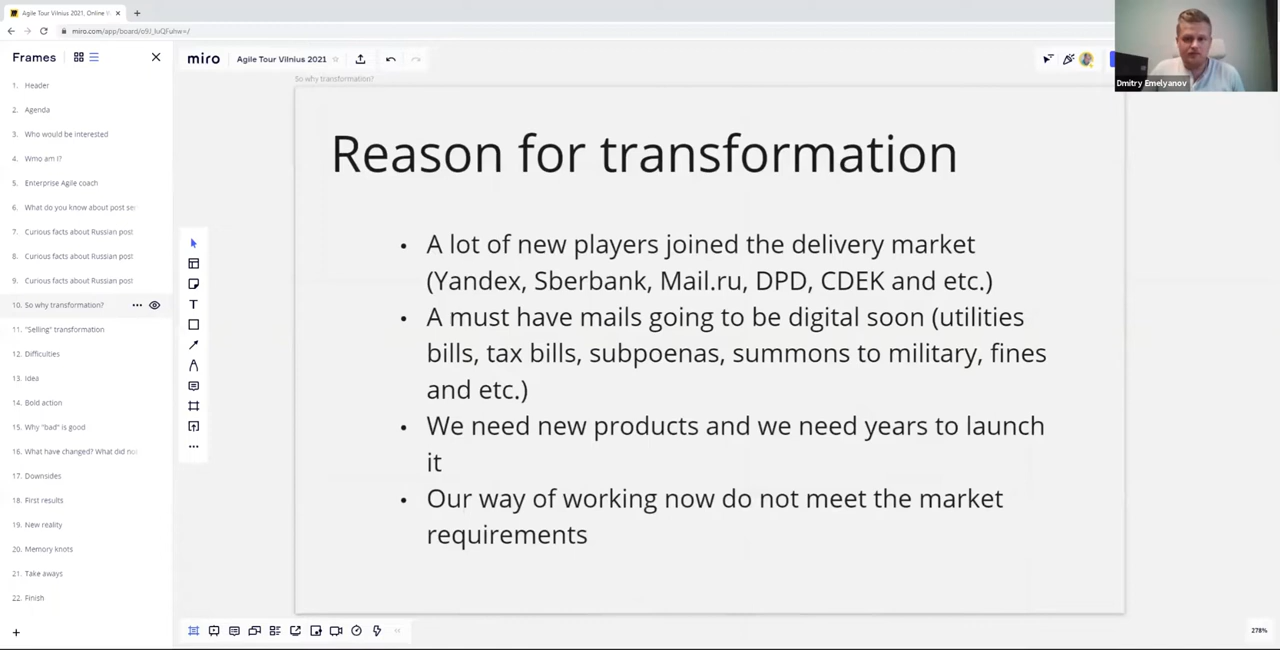 Agile Tour Vilnius 2021, Online V
miro.com/app/board/o9J_luQFuhw=/
Frames
miro
Agile Tour Vilnius 2021
Dmitry Emelyanov
So why transformation?
1. Header
2. Agenda
3. Who would be interested
4. Wmo am I?
5. Enterprise Agile coach
6. What do you know about post ser
7. Curious facts about Russian post
8. Curious facts about Russian post
9. Curious facts about Russian post
10. So why transformation?
11. "Selling" transformation
12. Difficulties
13. Idea
14. Bold action
15. Why "bad" is good
16. What have changed? What did no
17. Downsides
18. First results
19. New reality
20. Memory knots
21. Take aways
22. Finish
Reason for transformation
• A lot of new players joined the delivery market
(Yandex, Sberbank, Mail.ru, DPD, CDEK and etc.)
• A must have mails going to be digital soon (utilities
bills, tax bills, subpoenas, summons to military, fines
and etc.)
• We need new products and we need years to launch
it
• Our way of working now do not meet the market
requirements
278%